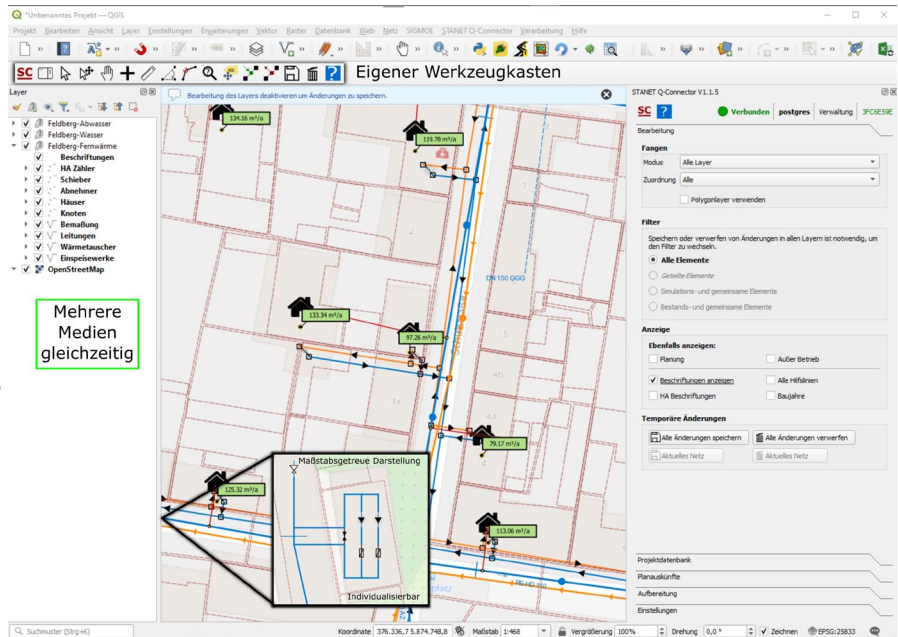 *Unbenanntes Projekt — QGIS
Projekt Bearbeiten Ansicht Layer Einstellungen Erweiterungen Vektor Raster Datenbank Web Netz SIGMOE STANET Q-Connector Verarbeitung Hilfe
SC Eigener Werkzeugkasten
Layer
Feldberg-Abwasser
Feldberg-Wasser
Feldberg-Fernwärme
Beschriftungen
HA Zähler
Schieber
Abnehmer
Häuser
Knoten
Bemaßung
Leitungen
Wärmetauscher
Einspeisewerke
OpenStreetMap
Mehrere
Medien
gleichzeitig
Bearbeitung des Layers deaktivieren um Änderungen zu speichern.
134.16 m³/a
119.78 m³/a
2
DN 150 GGG
133.34 m³/a
97.26 m³/a
5
4b
3a
4a
79.17 m³/a
4
125.32 m³/a
113.06 m³/a
Maßstabsgetreue Darstellung
Individualisierbar
STANET Q-Connector V1.1.5
SC ? Verbunden postgres Verwaltung 3FC6E59E
Bearbeitung
Fangen
Modus Alle Layer
Zuordnung Alle
Polygonlayer verwenden
Filter
Speichern oder verwerfen von Änderungen in allen Layern ist notwendig, um
den Filter zu wechseln.
Alle Elemente
Geteilte Elemente
Simulations- und gemeinsame Elemente
Bestands- und gemeinsame Elemente
Anzeige
Ebenfalls anzeigen:
Planung Außer Betrieb
Beschriftungen anzeigen Alle Hilfslinien
HA Beschriftungen Baujahre
Temporäre Änderungen
Alle Änderungen speichern Alle Änderungen verwerfen
Aktuelles Netz Aktuelles Netz
Projektdatenbank
Planauskünfte
Aufbereitung
Einstellungen
Suchmuster (Strg+K) Koordinate 376.336,7 5.874.748,8 Maßstab 1:468 Vergrößerung 100% Drehung 0,0 ° Zeichnen EPSG:25833